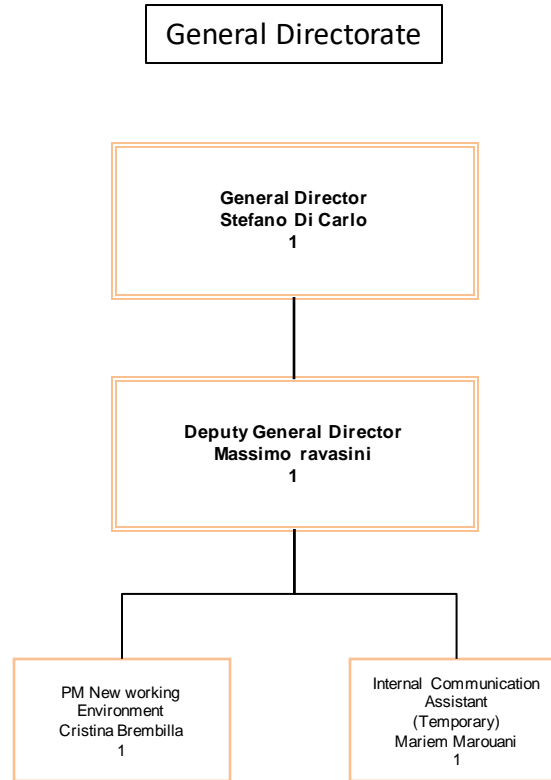 General Directorate
General Director
Stefano Di Carlo
1
Deputy General Director
Massimo ravasini
1
PM New working
Environment
Cristina Brembilla
1
Internal Communication
Assistant
(Temporary)
Mariem Marouani
1